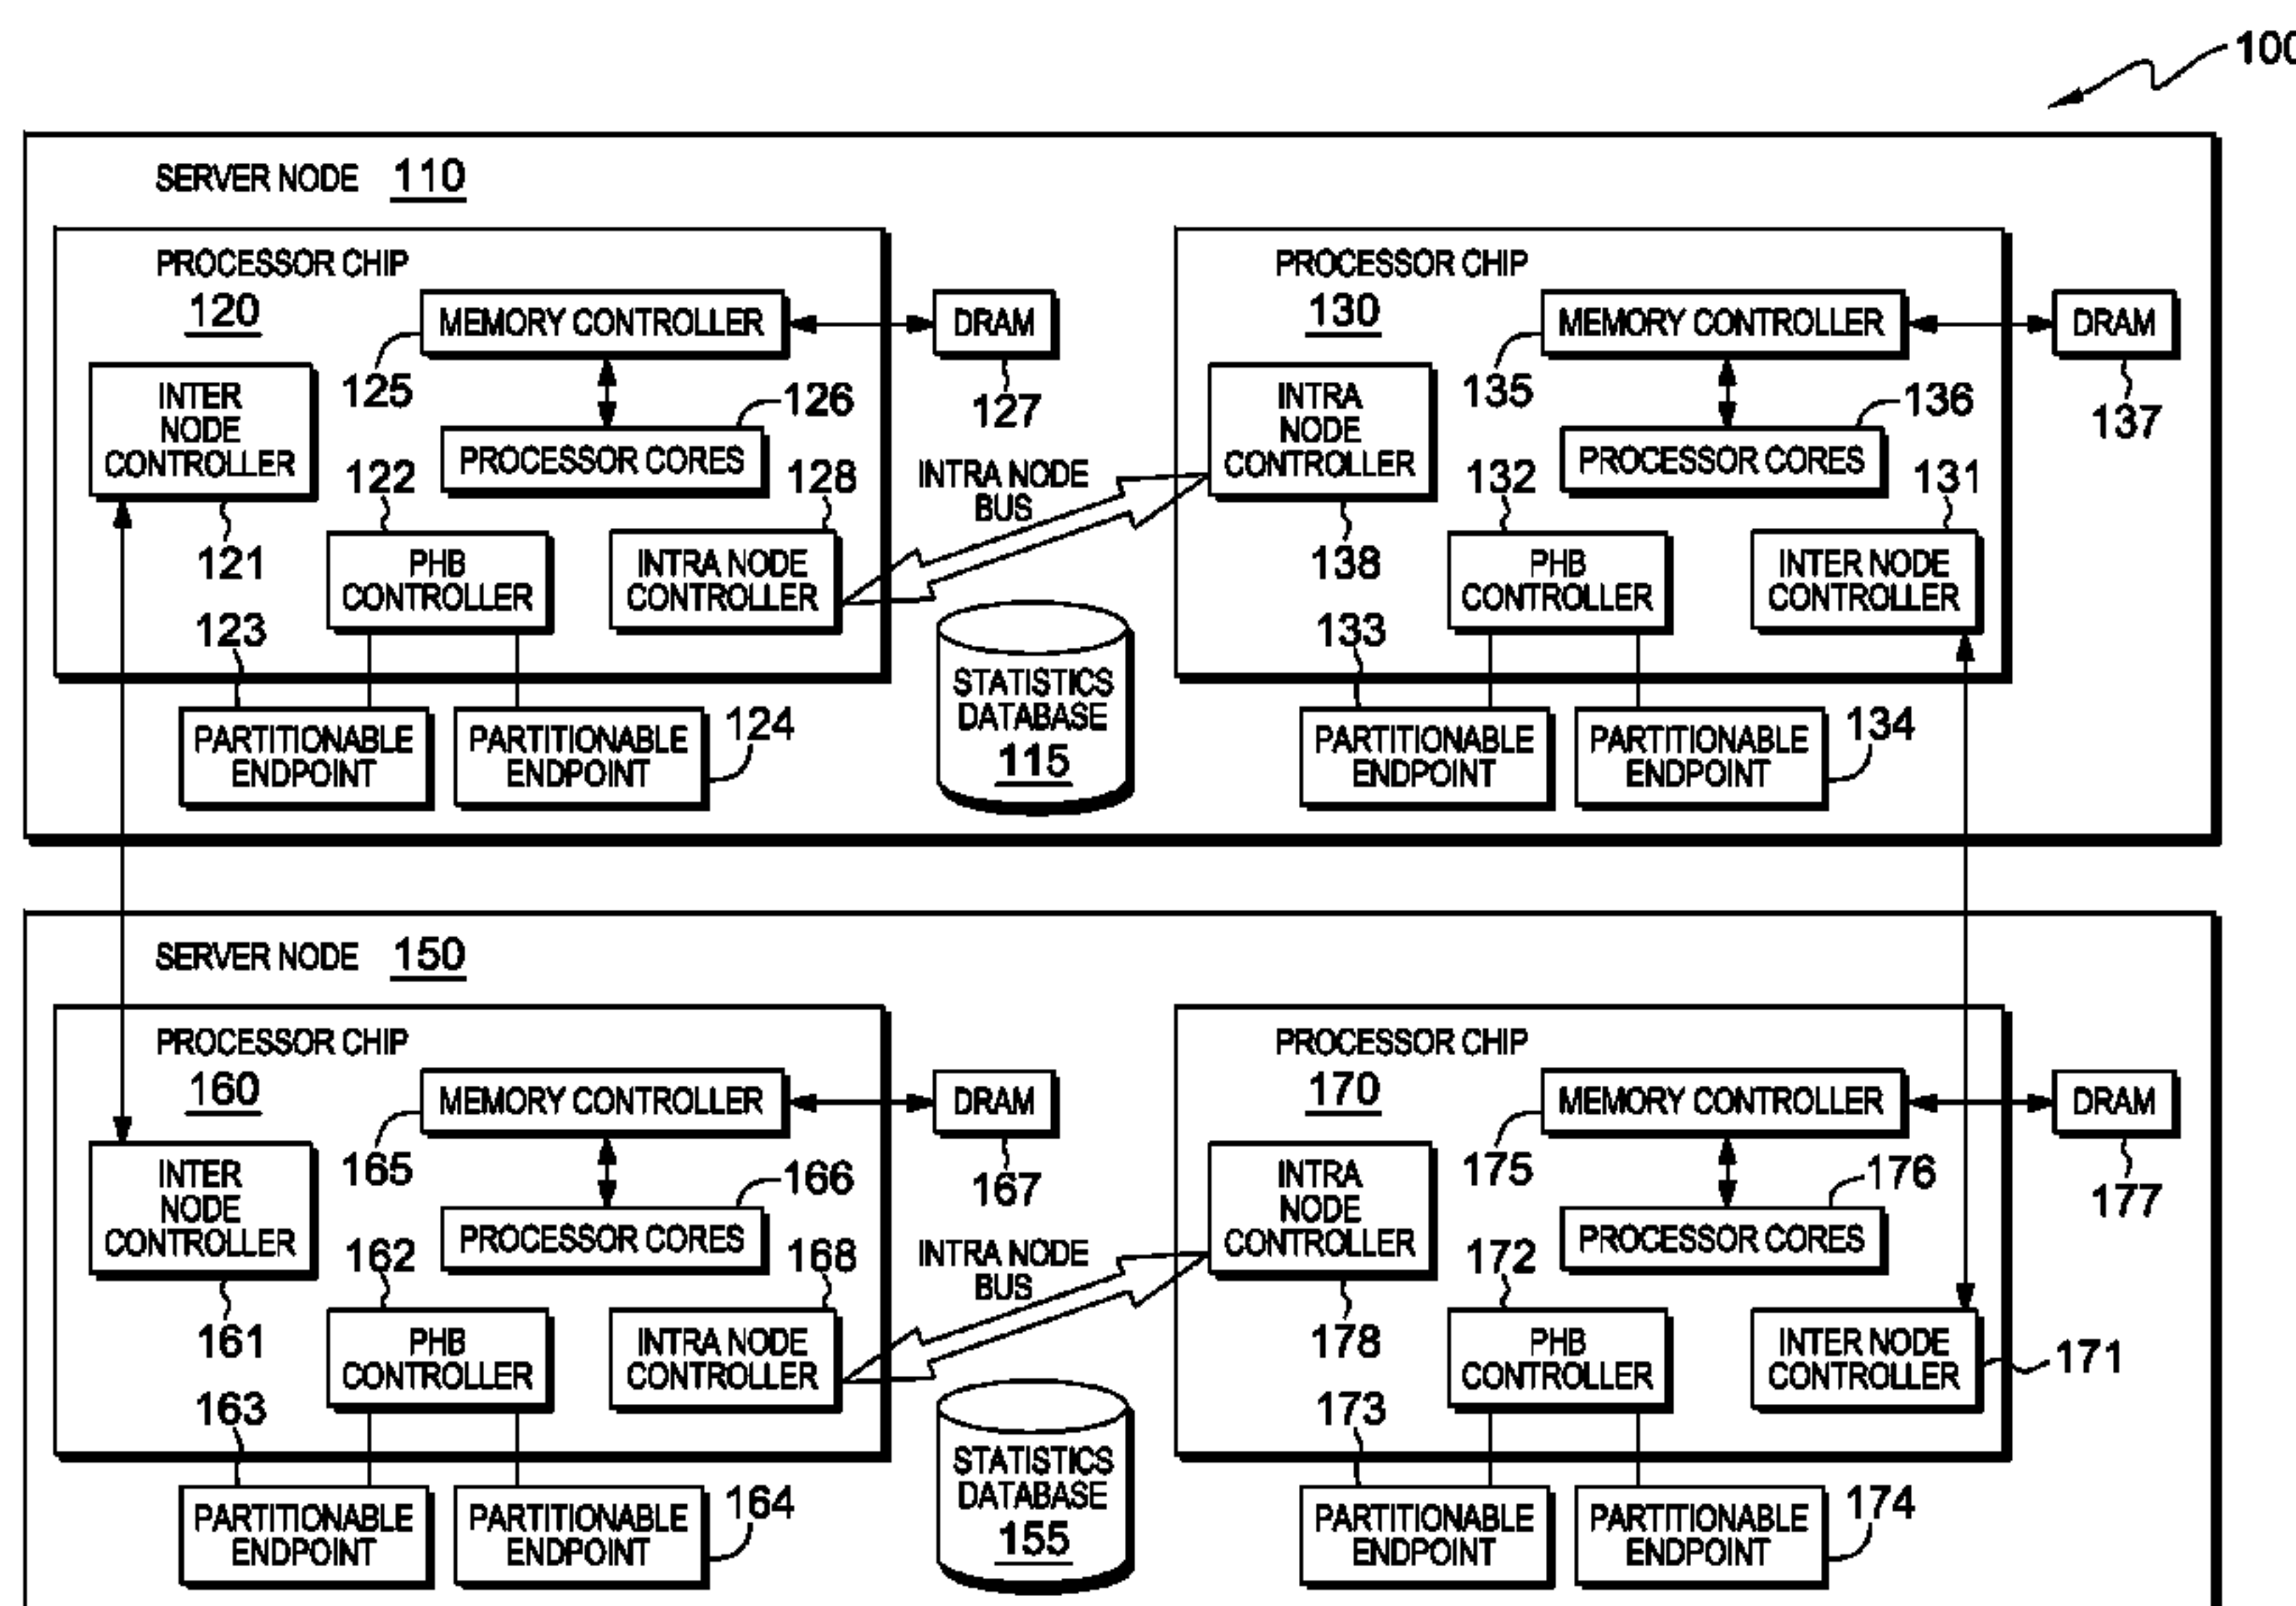 100
SERVER NODE 110
PROCESSOR CHIP
120
MEMORY CONTROLLER
125
DRAM
127
INTER
NODE
CONTROLLER
121
126
PROCESSOR CORES
122
128
PHB
CONTROLLER
INTRA NODE
CONTROLLER
123
PARTITIONABLE
ENDPOINT
PARTITIONABLE
ENDPOINT
124
INTRA NODE
BUS
STATISTICS
DATABASE
115
PROCESSOR CHIP
130
MEMORY CONTROLLER
135
DRAM
137
INTRA
NODE
CONTROLLER
138
136
PROCESSOR CORES
132
131
PHB
CONTROLLER
INTER NODE
CONTROLLER
133
PARTITIONABLE
ENDPOINT
PARTITIONABLE
ENDPOINT
134
SERVER NODE 150
PROCESSOR CHIP
160
MEMORY CONTROLLER
165
DRAM
167
INTER
NODE
CONTROLLER
161
166
PROCESSOR CORES
162
168
PHB
CONTROLLER
INTRA NODE
CONTROLLER
163
PARTITIONABLE
ENDPOINT
PARTITIONABLE
ENDPOINT
164
INTRA NODE
BUS
STATISTICS
DATABASE
155
PROCESSOR CHIP
170
MEMORY CONTROLLER
175
DRAM
177
INTRA
NODE
CONTROLLER
178
176
PROCESSOR CORES
172
PHB
CONTROLLER
INTER NODE
CONTROLLER
171
173
PARTITIONABLE
ENDPOINT
PARTITIONABLE
ENDPOINT
174